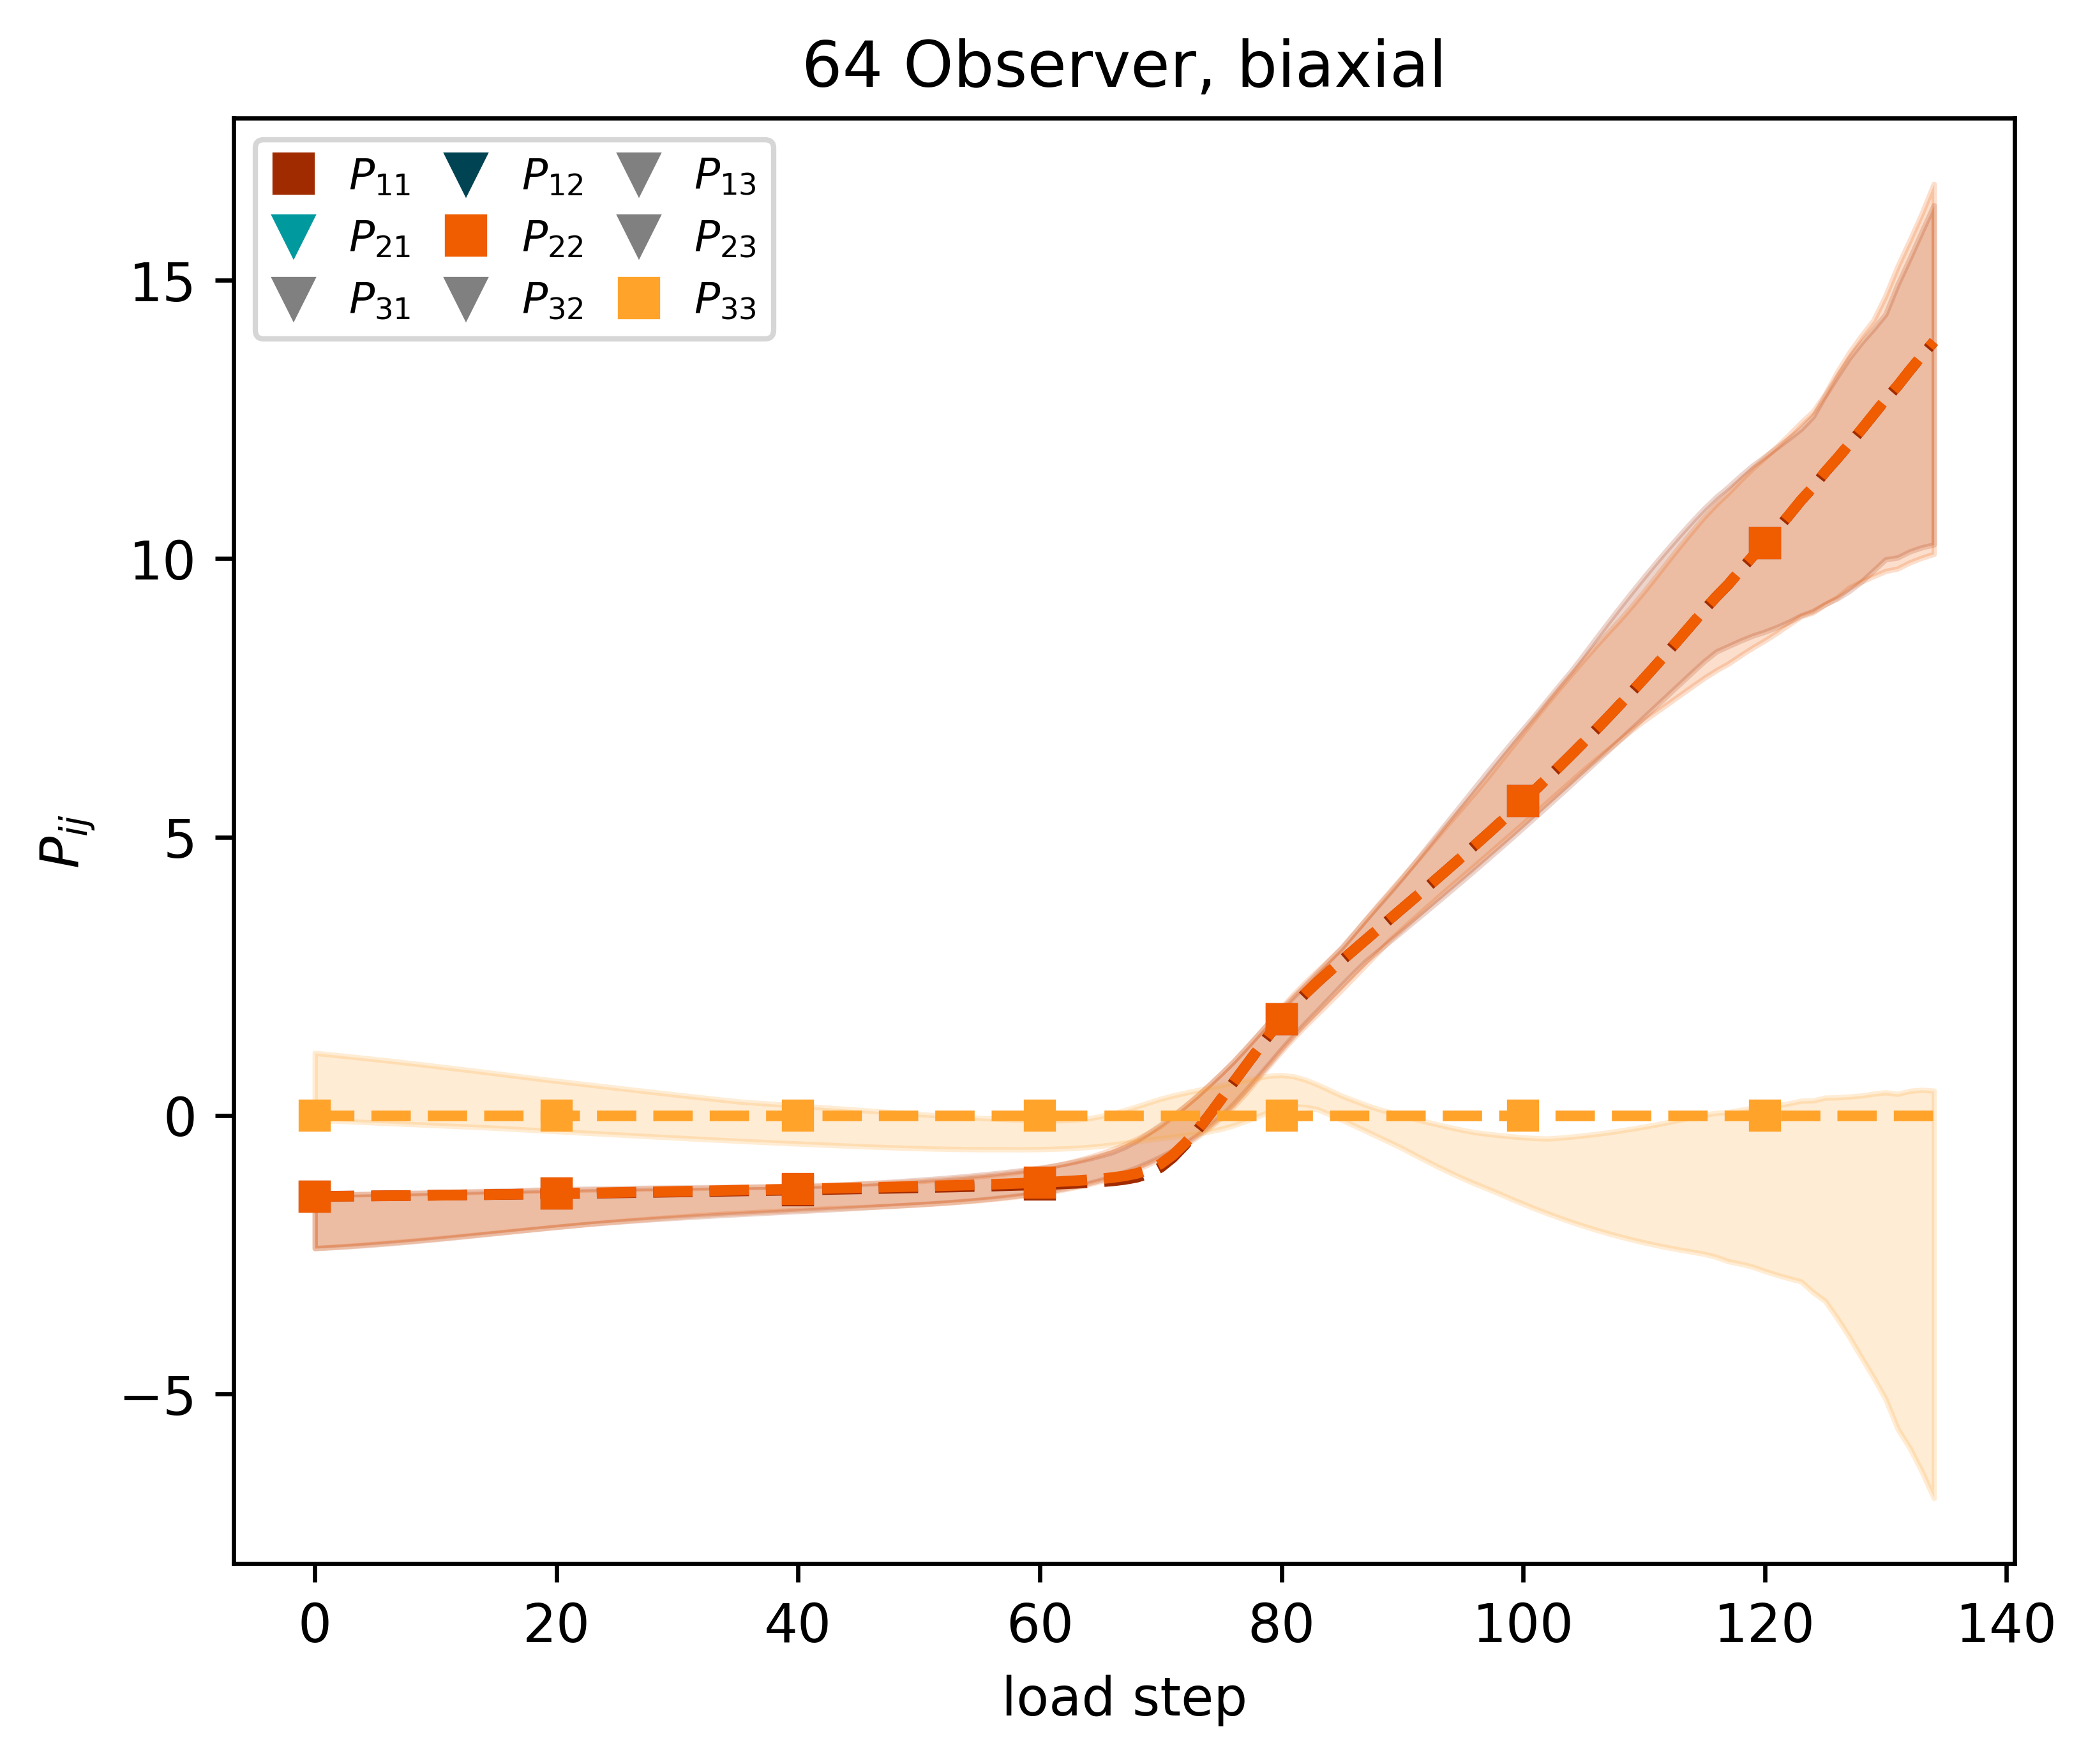 64 Observer, biaxial
P₁₁ P₁₂ P₁₃
P₂₁ P₂₂ P₂₃
P₃₁ P₃₂ P₃₃
15
10
5
0
−5
Pᵢⱼ
0 20 40 60 80 100 120 140
load step